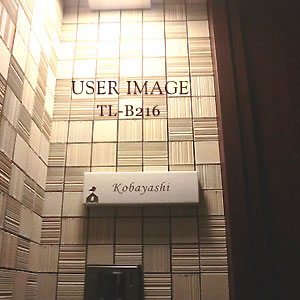 USER IMAGE
TL-B216
Kobayashi